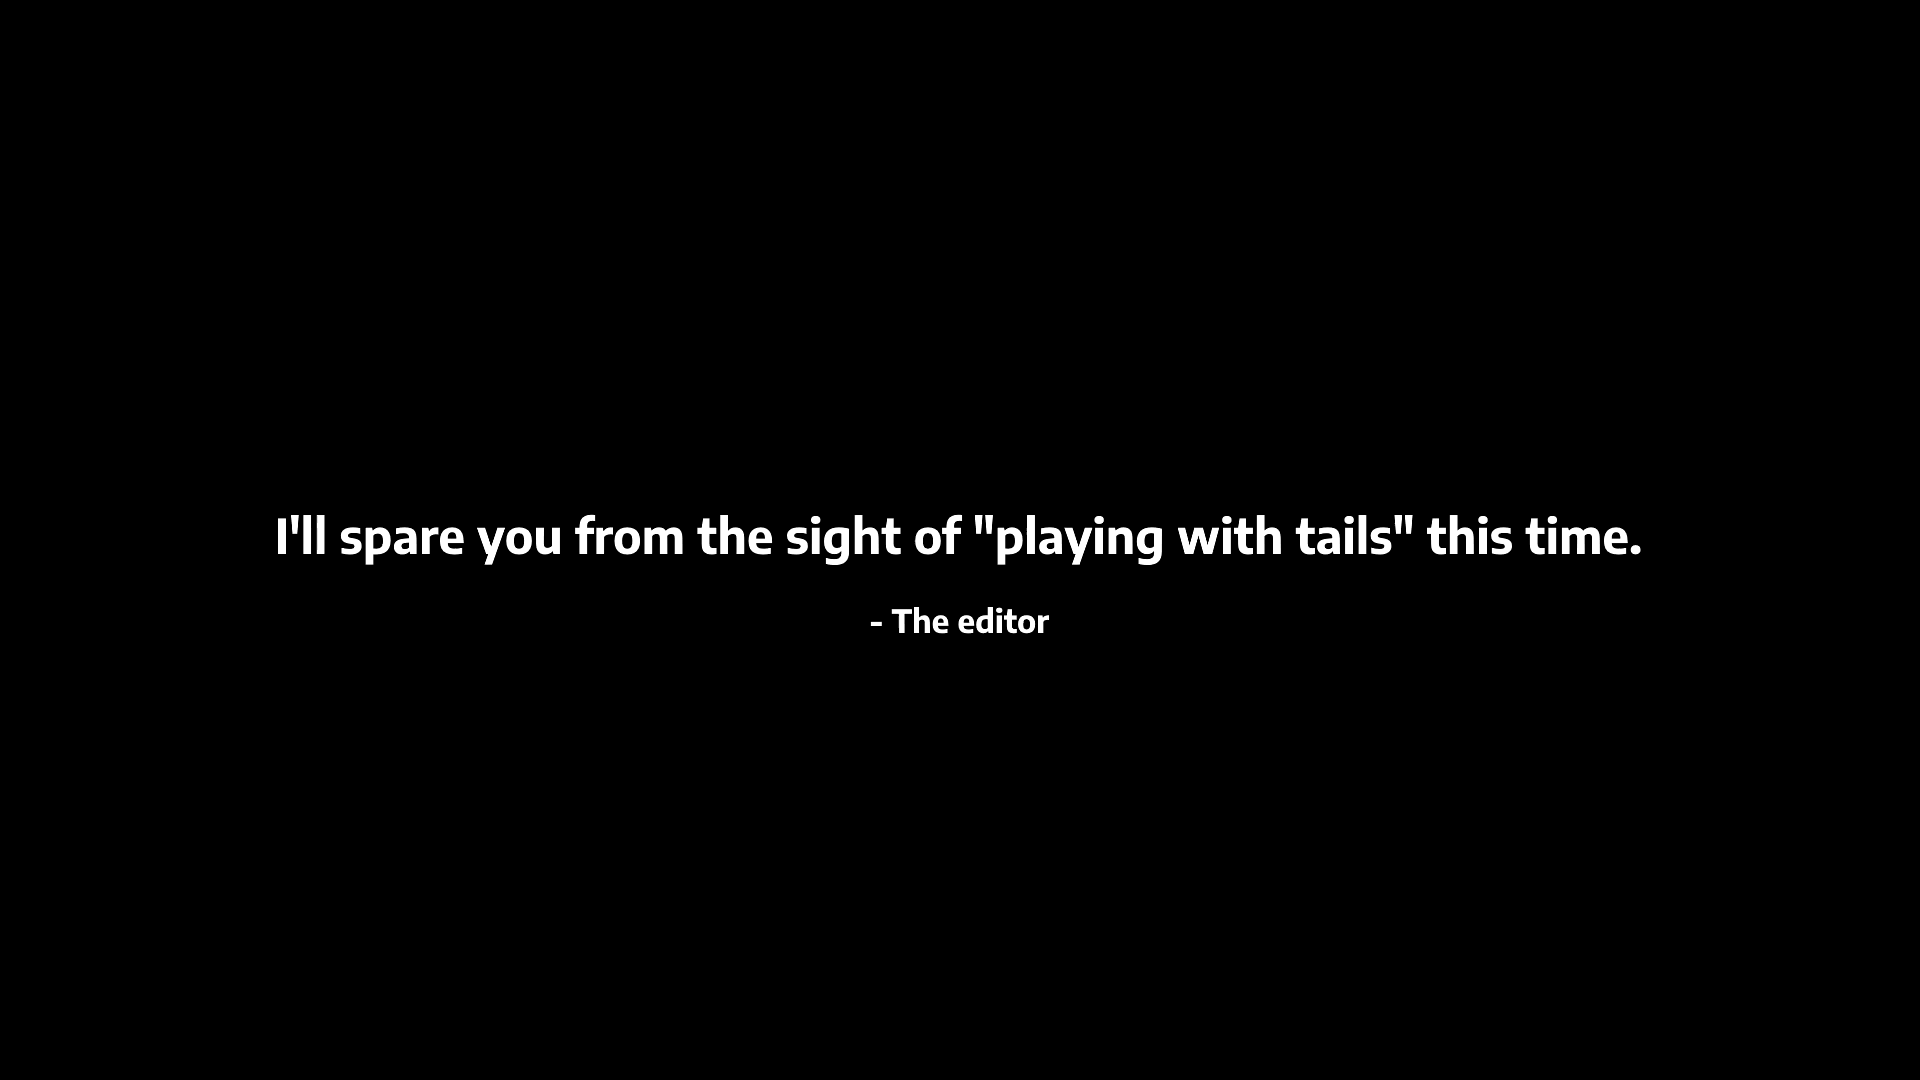 I'll spare you from the sight of "playing with tails" this time.
- The editor